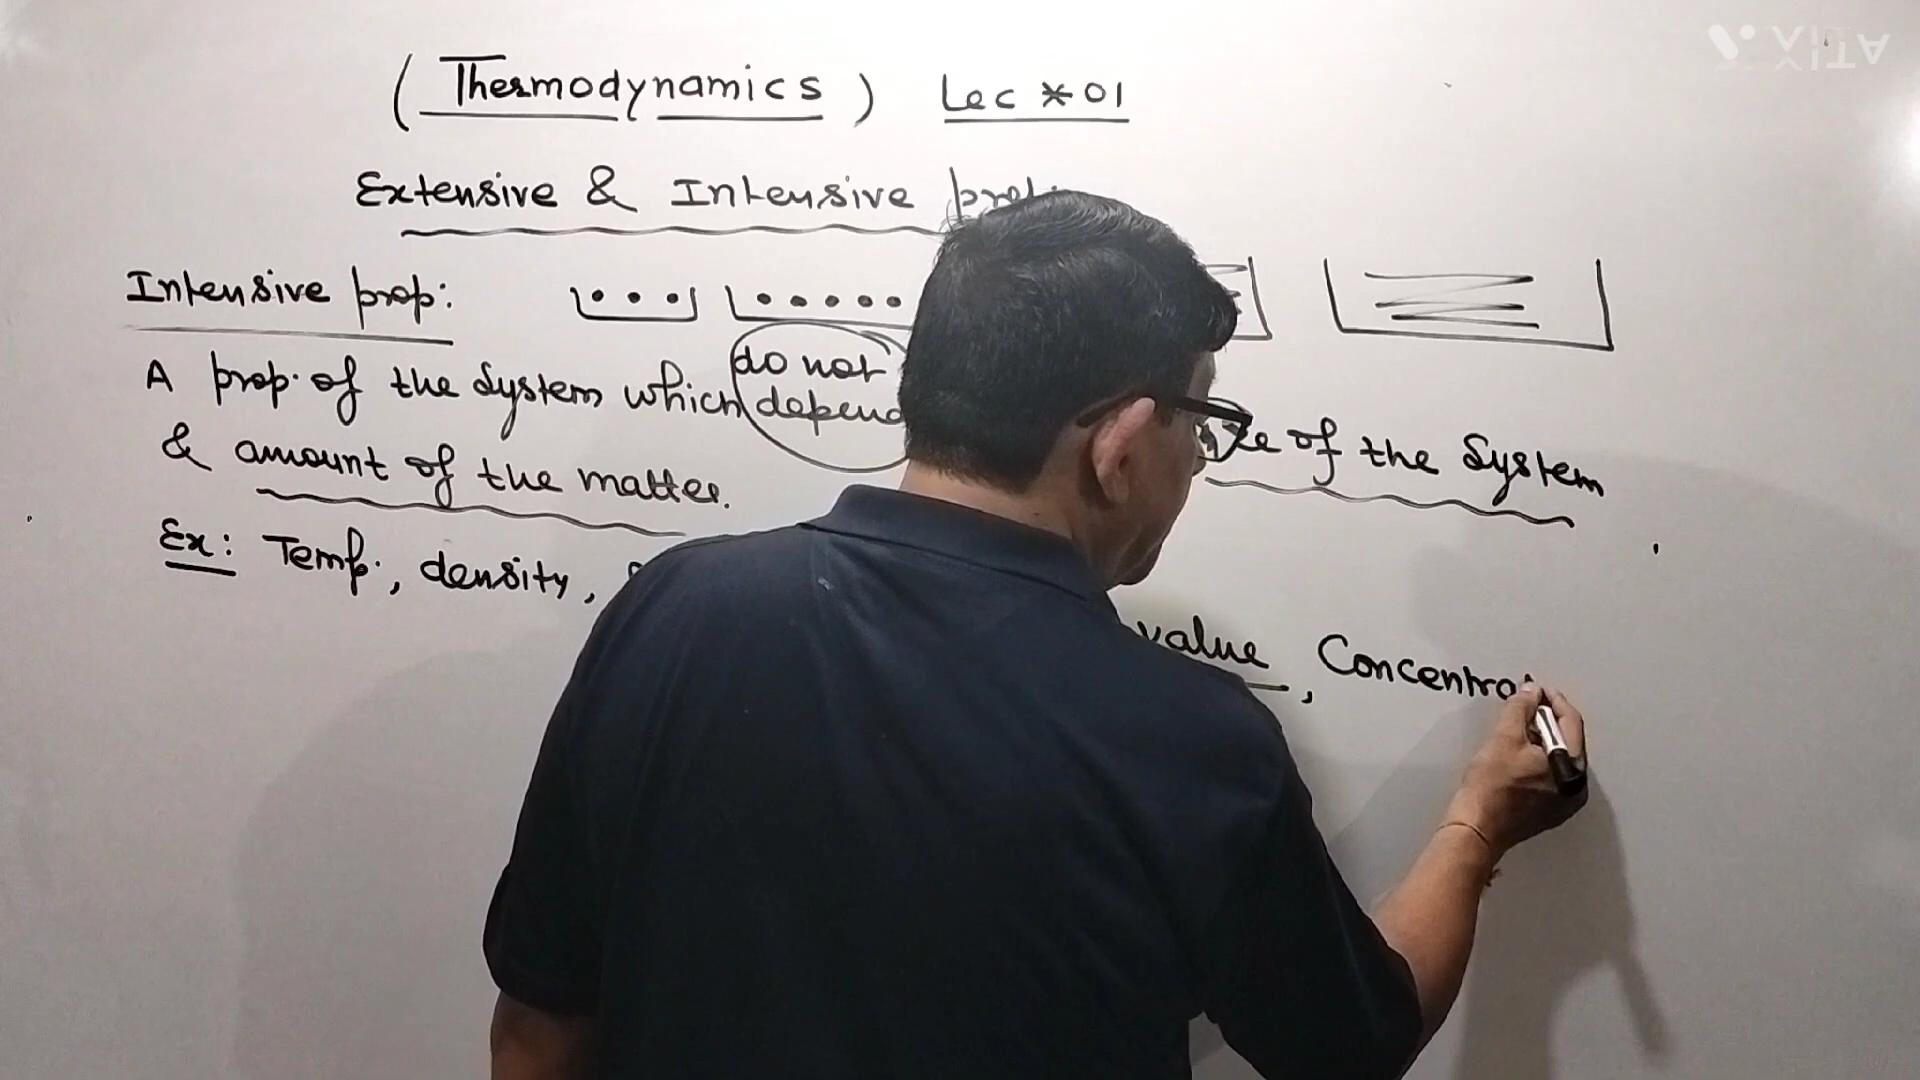 (Thermodynamics) Lec * 01
Extensive & Intensive
Intensive prop:
A prop. of the System which do not depend of the System
& amount of the matter.
Ex: Temp., density, value, Concentra
VITA